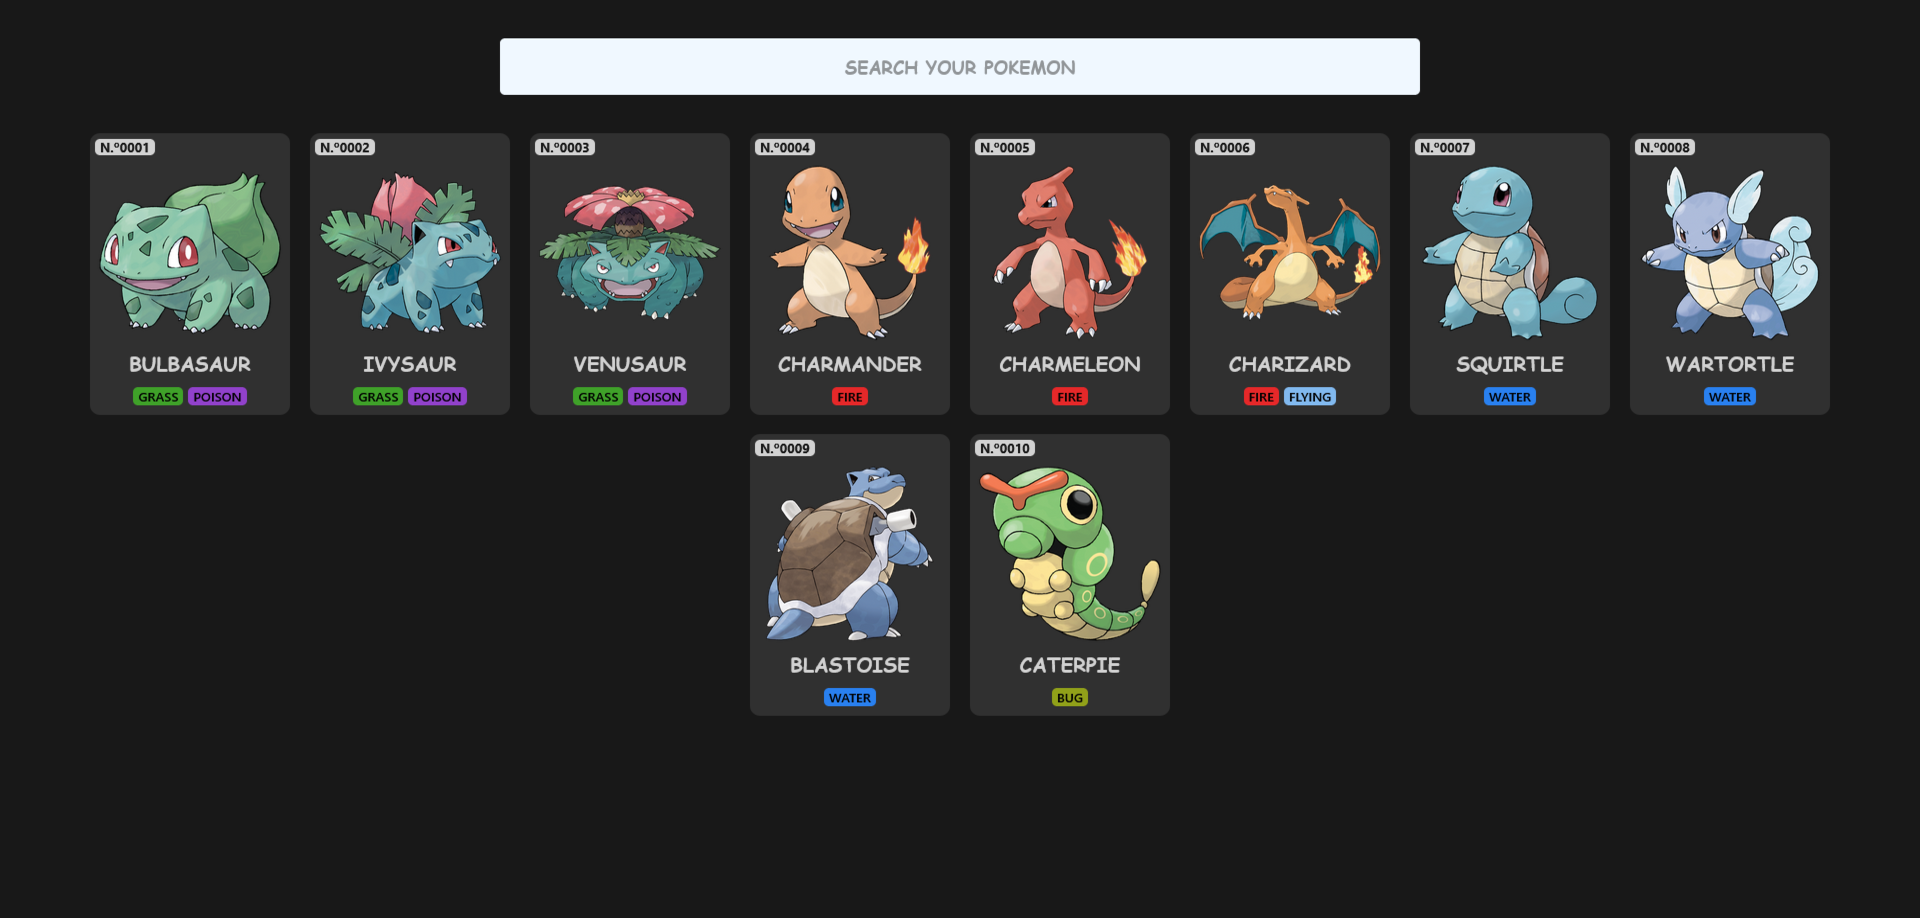 SEARCH YOUR POKEMON
N.º0001
BULBASAUR
GRASS POISON
N.º0002
IVYSAUR
GRASS POISON
N.º0003
VENUSAUR
GRASS POISON
N.º0004
CHARMANDER
FIRE
N.º0005
CHARMELEON
FIRE
N.º0006
CHARIZARD
FIRE FLYING
N.º0007
SQUIRTLE
WATER
N.º0008
WARTORTLE
WATER
N.º0009
BLASTOISE
WATER
N.º0010
CATERPIE
BUG